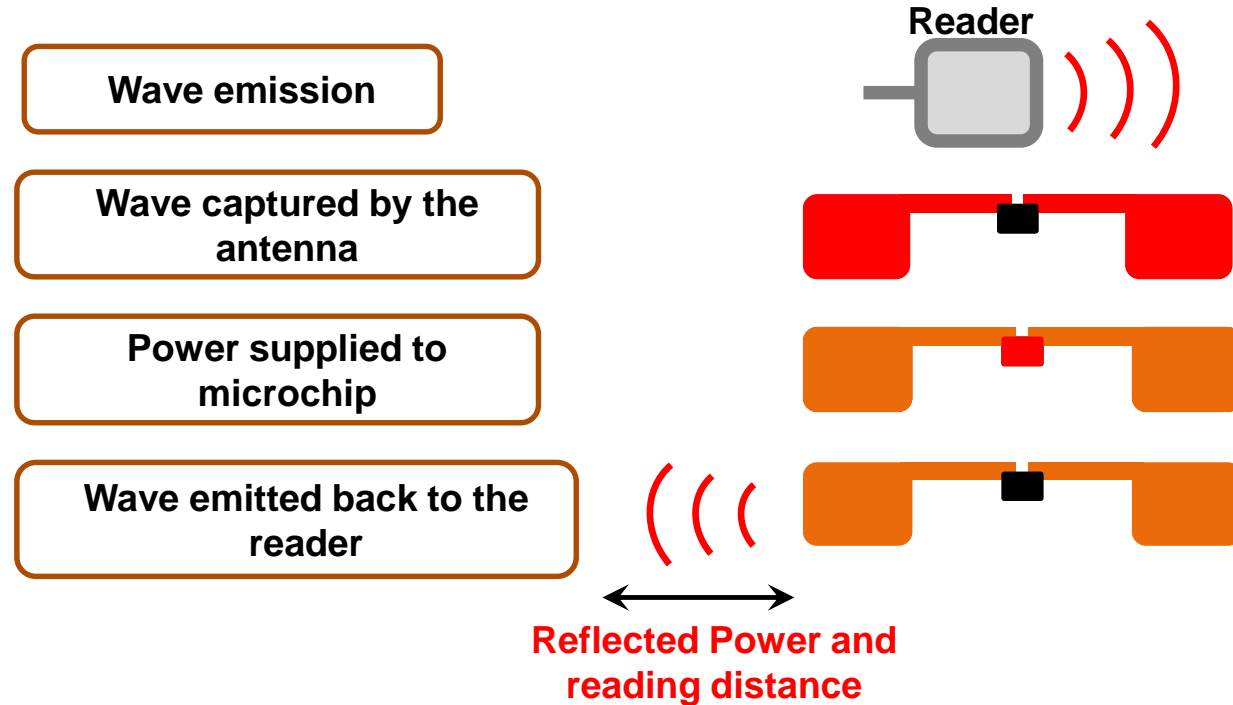 Reader
Wave emission
Wave captured by the
antenna
Power supplied to
microchip
Wave emitted back to the
reader
Reflected Power and
reading distance